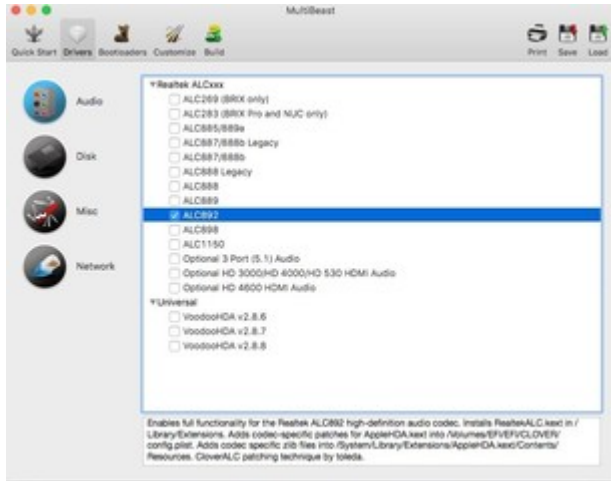 MultiBeast
Quick Start Drivers Bootloaders Customize Build Print Save Load
Audio
Disk
Misc
Network
Realtek ALCxxx
ALC269 (BRIX only)
ALC283 (BRIX Pro and NUC only)
ALC885/889a
ALC887/888b Legacy
ALC887/888b
ALC888 Legacy
ALC888
ALC889
ALC892
ALC898
ALC1150
Optional 3 Port (5.1) Audio
Optional HD 3000/HD 4000/HD 530 HDMI Audio
Optional HD 4600 HDMI Audio
Universal
VoodooHDA v2.8.6
VoodooHDA v2.8.7
VoodooHDA v2.8.8
Enables full functionality for the Realtek ALC892 high-definition audio codec. Installs RealtekALC.kext in /
Library/Extensions. Adds codec-specific patches for AppleHDA.kext into /Volumes/EFI/EFI/CLOVER/
config.plist. Adds codec specific zlib files into /System/Library/Extensions/AppleHDA.kext/Contents/
Resources. CloverALC patching technique by toleda.